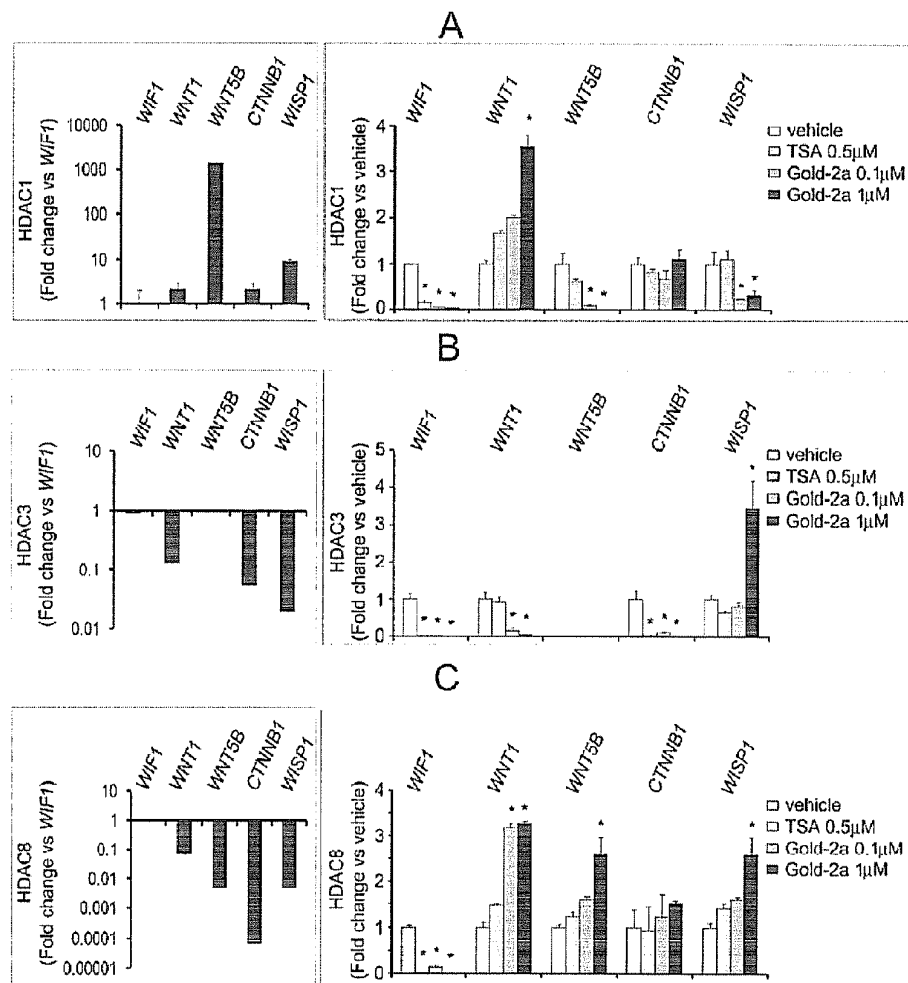 A
WIF1
WNT1
WNT5B
CTNNB1
WISP1
10000
1000
100
10
1
HDAC1
(Fold change vs WIF1)
WIF1
WNT1
WNT5B
CTNNB1
WISP1
4
3
2
1
0
HDAC1
(Fold change vs vehicle)
*
* * *
* *
* *
vehicle
TSA 0.5µM
Gold-2a 0.1µM
Gold-2a 1µM
B
WIF1
WNT1
WNT5B
CTNNB1
WISP1
10
1
0.1
0.01
HDAC3
(Fold change vs WIF1)
WIF1
WNT1
WNT5B
CTNNB1
WISP1
5
4
3
2
1
0
HDAC3
(Fold change vs vehicle)
* * *
* *
* * *
*
vehicle
TSA 0.5µM
Gold-2a 0.1µM
Gold-2a 1µM
C
WIF1
WNT1
WNT5B
CTNNB1
WISP1
10
1
0.1
0.01
0.001
0.0001
0.00001
HDAC8
(Fold change vs WIF1)
WIF1
WNT1
WNT5B
CTNNB1
WISP1
4
3
2
1
0
HDAC8
(Fold change vs vehicle)
* * *
* *
*
*
vehicle
TSA 0.5µM
Gold-2a 0.1µM
Gold-2a 1µM